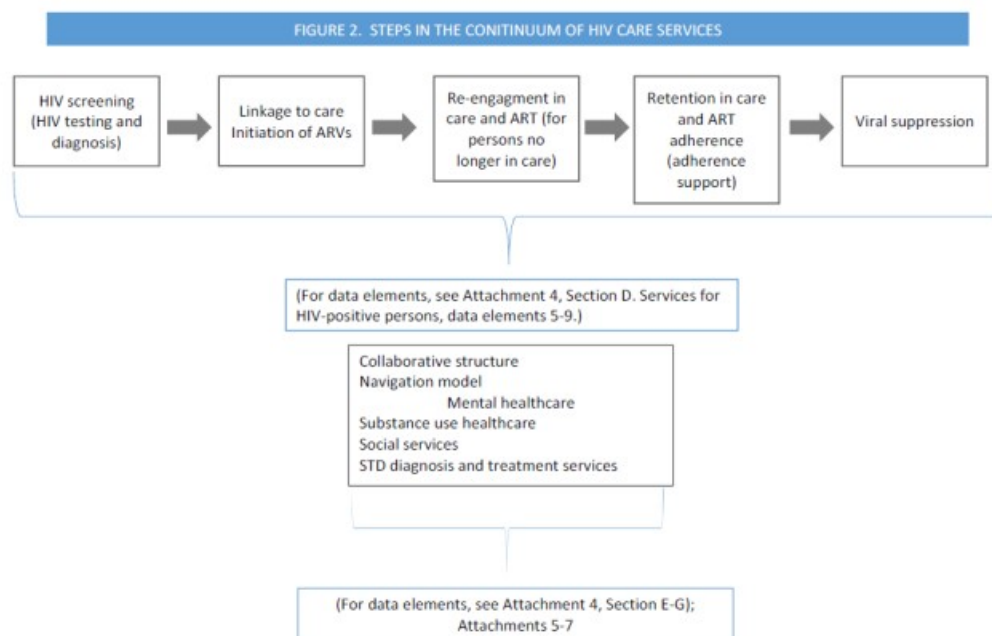 FIGURE 2. STEPS IN THE CONITINUUM OF HIV CARE SERVICES
HIV screening
(HIV testing and
diagnosis)
Linkage to care
Initiation of ARVs
Re-engagment in
care and ART (for
persons no
longer in care)
Retention in care
and ART
adherence
(adherence
support)
Viral suppression
(For data elements, see Attachment 4, Section D. Services for
HIV-positive persons, data elements 5-9.)
Collaborative structure
Navigation model
Mental healthcare
Substance use healthcare
Social services
STD diagnosis and treatment services
(For data elements, see Attachment 4, Section E-G);
Attachments 5-7